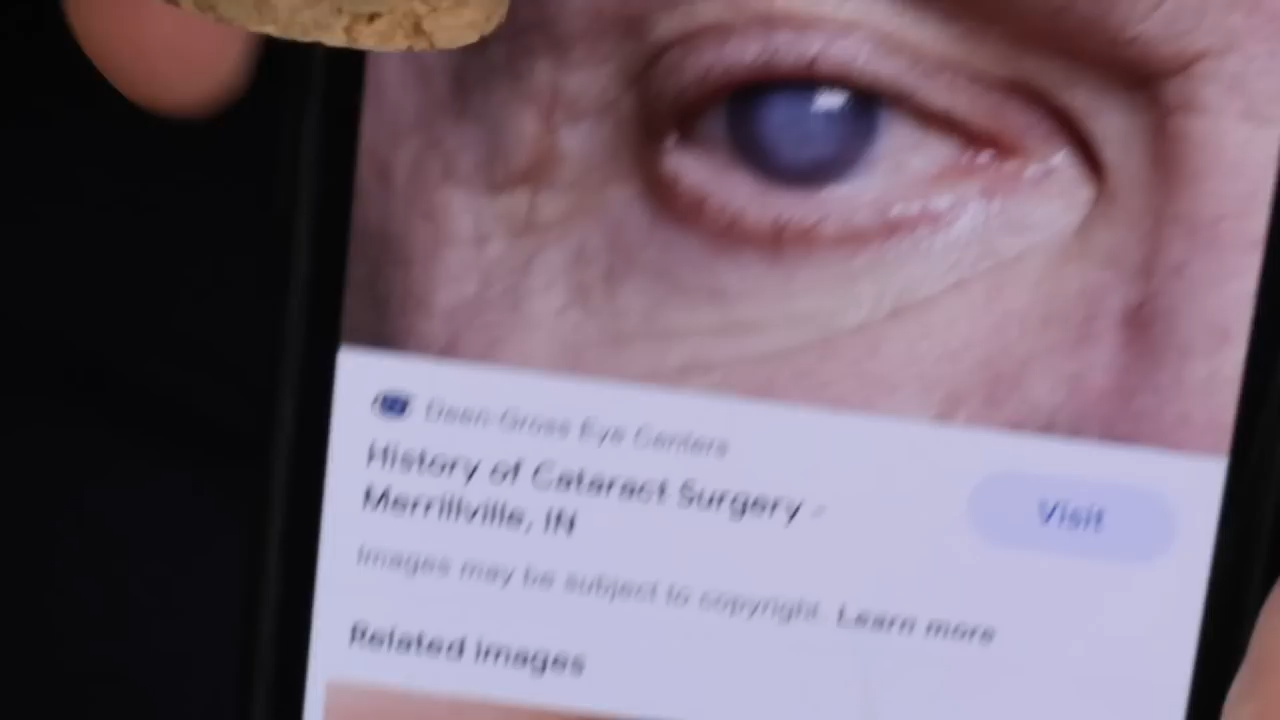 Deen-Gross Eye Centers
History of Cataract Surgery -
Merrillville, IN
Visit
Images may be subject to copyright. Learn more
Related images